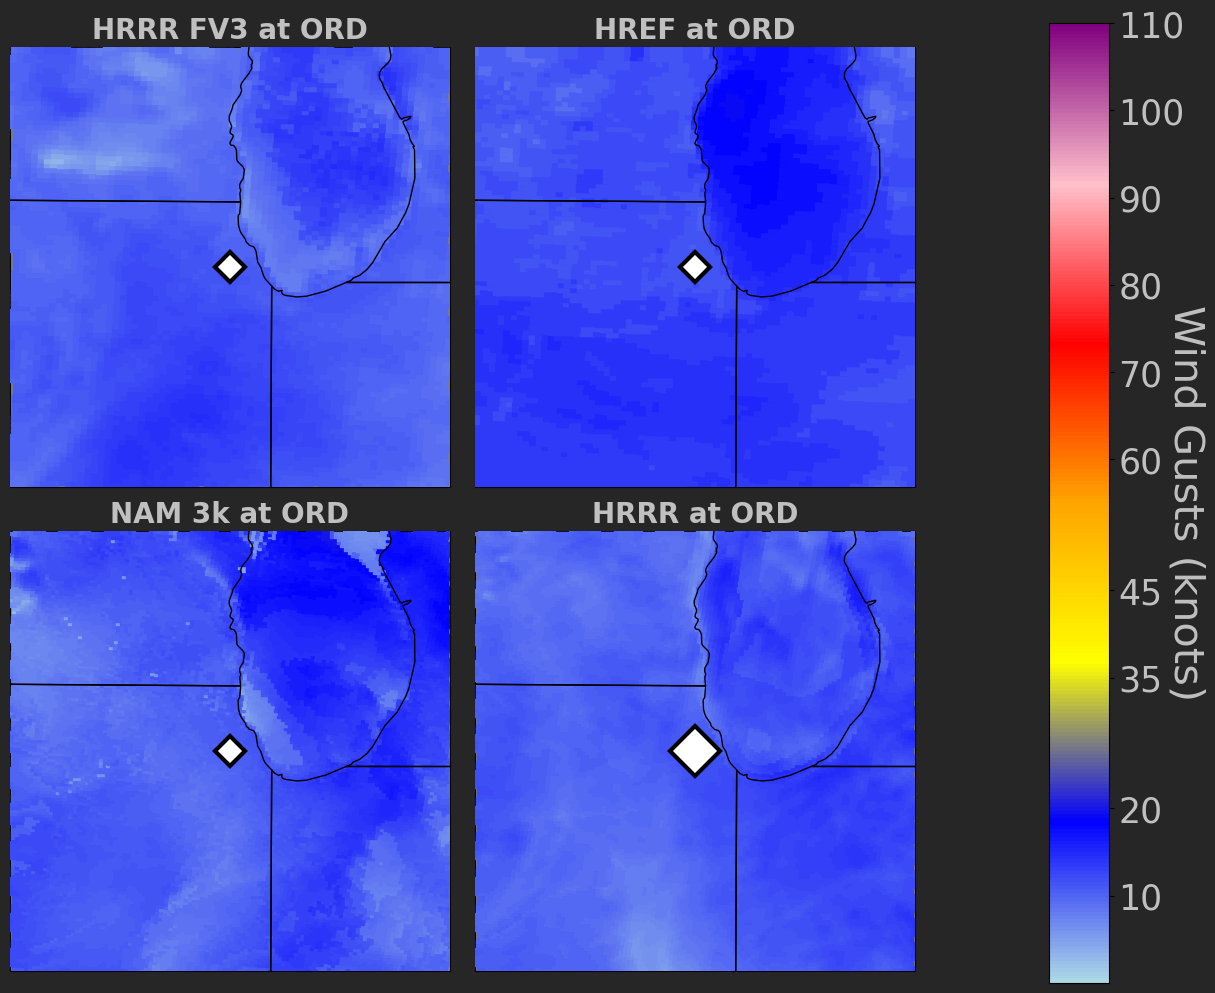 HRRR FV3 at ORD
HREF at ORD
NAM 3k at ORD
HRRR at ORD
110
100
90
80
70
60
45
35
20
10
Wind Gusts (knots)